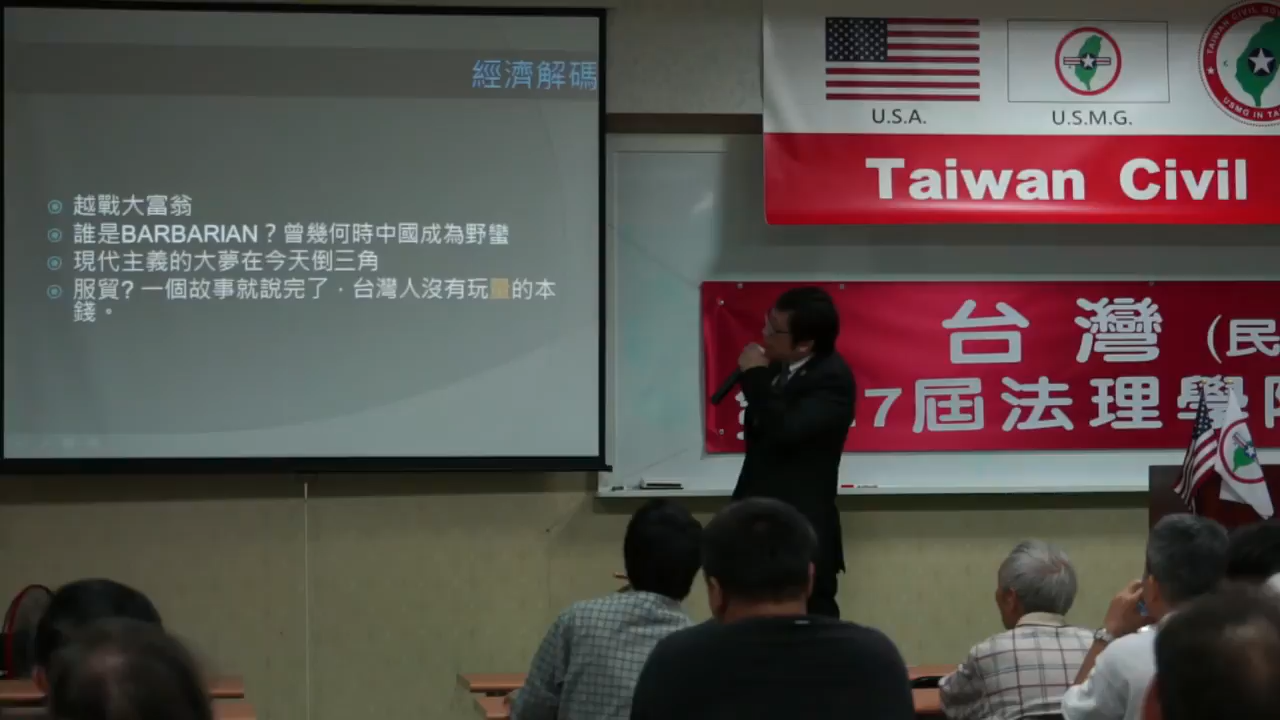 經濟解碼
越戰大富翁
誰是BARBARIAN？曾幾何時中國成為野蠻
現代主義的大夢在今天倒三角
服貿? 一個故事就說完了，台灣人沒有玩 的本
錢。
U.S.A.
U.S.M.G.
Taiwan Civil
台灣 (民
7屆法理學院